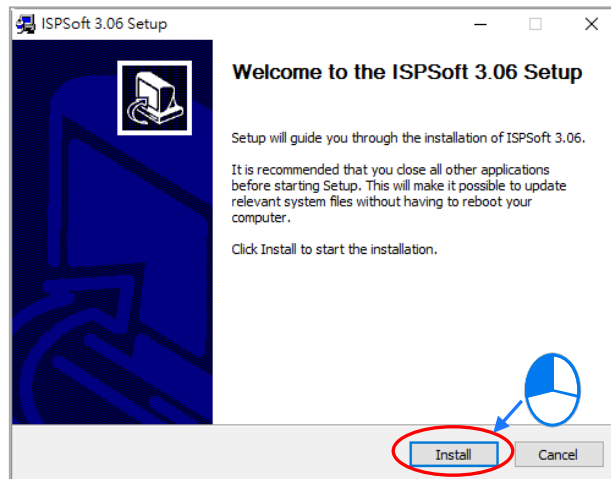 ISPSoft 3.06 Setup
Welcome to the ISPSoft 3.06 Setup
Setup will guide you through the installation of ISPSoft 3.06.
It is recommended that you close all other applications
before starting Setup. This will make it possible to update
relevant system files without having to reboot your
computer.
Click Install to start the installation.
Install
Cancel